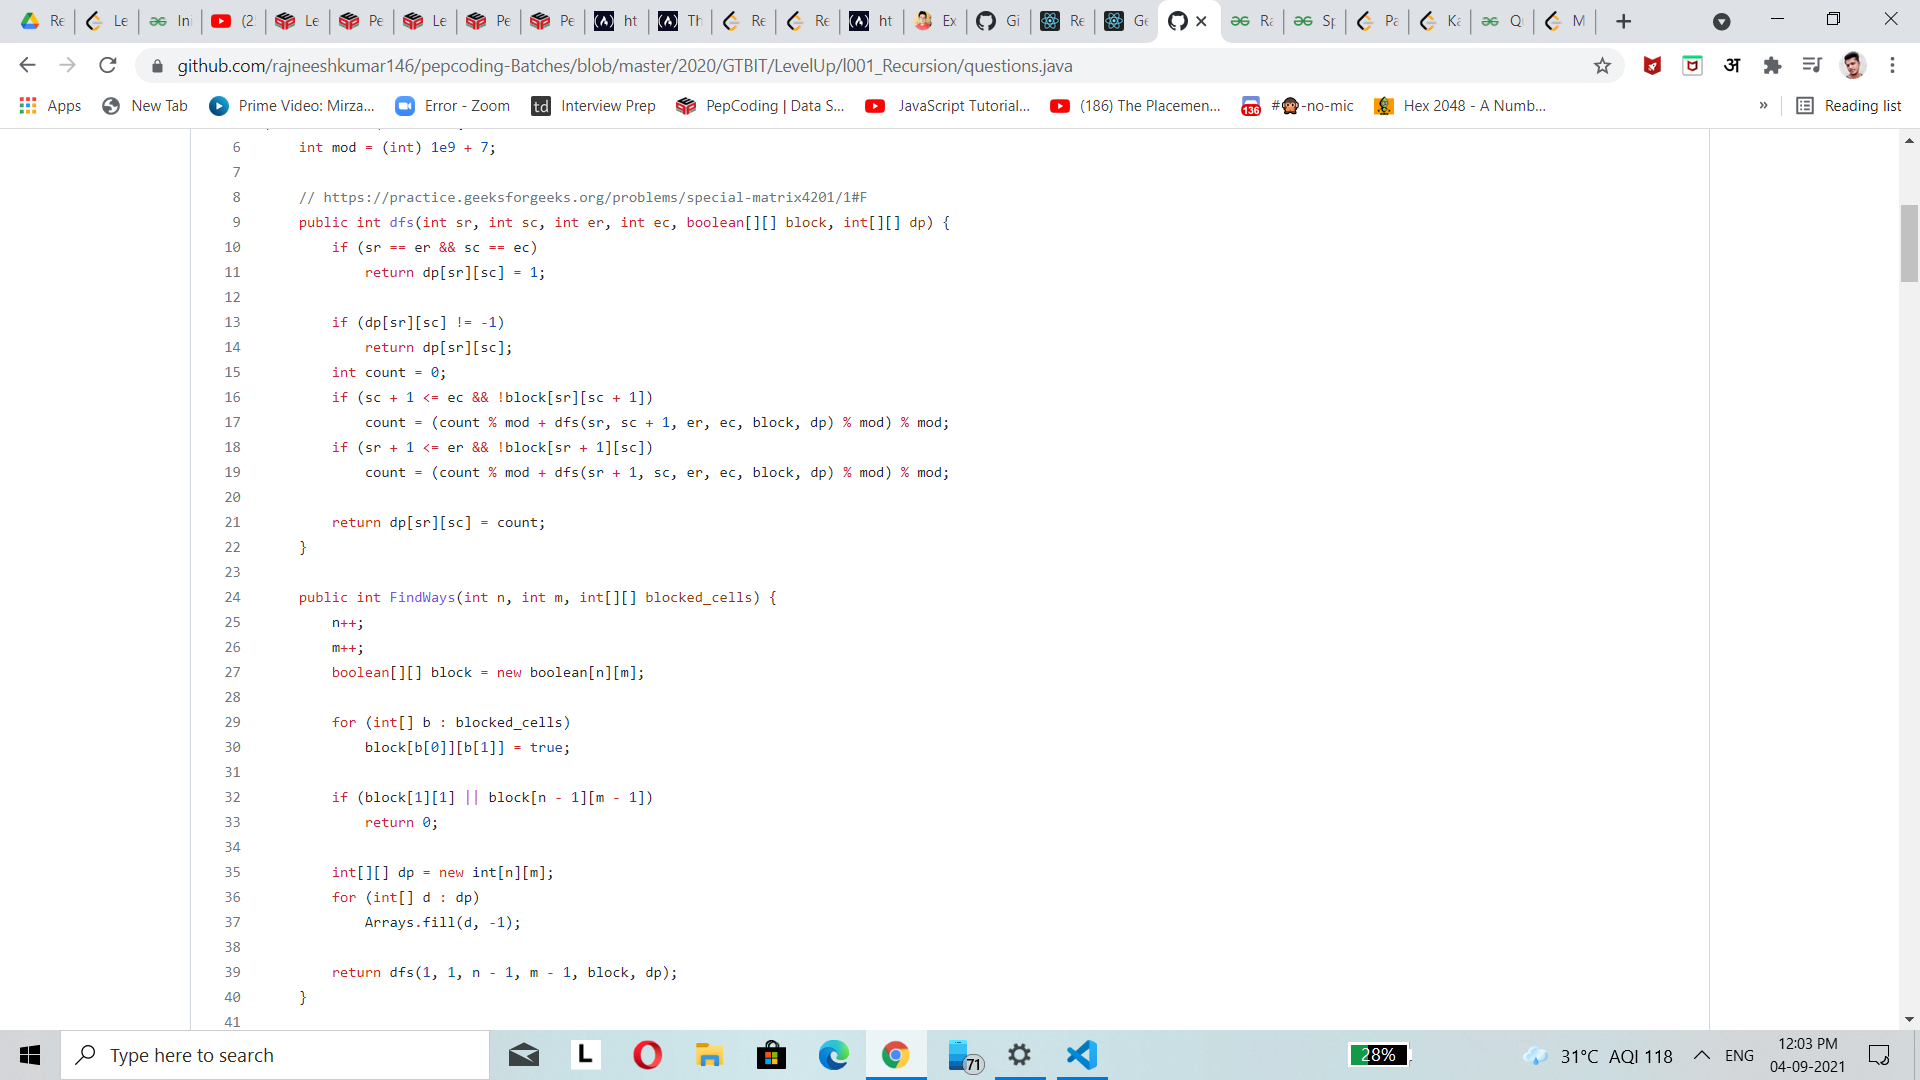 Re Le Ini (2 Le Pe Le Pe Pe ht Th Re Re ht Ex Gi Re Ge Ra Sp Pa Ka Q M
github.com/rajneeshkumar146/pepcoding-Batches/blob/master/2020/GTBIT/LevelUp/l001_Recursion/questions.java अ
Apps New Tab Prime Video: Mirza... Error - Zoom td Interview Prep PepCoding | Data S... JavaScript Tutorial... (186) The Placemen... 136 #🙊-no-mic Hex 2048 - A Numb... » Reading list
6 int mod = (int) 1e9 + 7;
7
8 // https://practice.geeksforgeeks.org/problems/special-matrix4201/1#F
9 public int dfs(int sr, int sc, int er, int ec, boolean[][] block, int[][] dp) {
10 if (sr == er && sc == ec)
11 return dp[sr][sc] = 1;
12
13 if (dp[sr][sc] != -1)
14 return dp[sr][sc];
15 int count = 0;
16 if (sc + 1 <= ec && !block[sr][sc + 1])
17 count = (count % mod + dfs(sr, sc + 1, er, ec, block, dp) % mod) % mod;
18 if (sr + 1 <= er && !block[sr + 1][sc])
19 count = (count % mod + dfs(sr + 1, sc, er, ec, block, dp) % mod) % mod;
20
21 return dp[sr][sc] = count;
22 }
23
24 public int FindWays(int n, int m, int[][] blocked_cells) {
25 n++;
26 m++;
27 boolean[][] block = new boolean[n][m];
28
29 for (int[] b : blocked_cells)
30 block[b[0]][b[1]] = true;
31
32 if (block[1][1] || block[n - 1][m - 1])
33 return 0;
34
35 int[][] dp = new int[n][m];
36 for (int[] d : dp)
37 Arrays.fill(d, -1);
38
39 return dfs(1, 1, n - 1, m - 1, block, dp);
40 }
41
Type here to search L 71 28% 31°C AQI 118 ENG 12:03 PM
04-09-2021